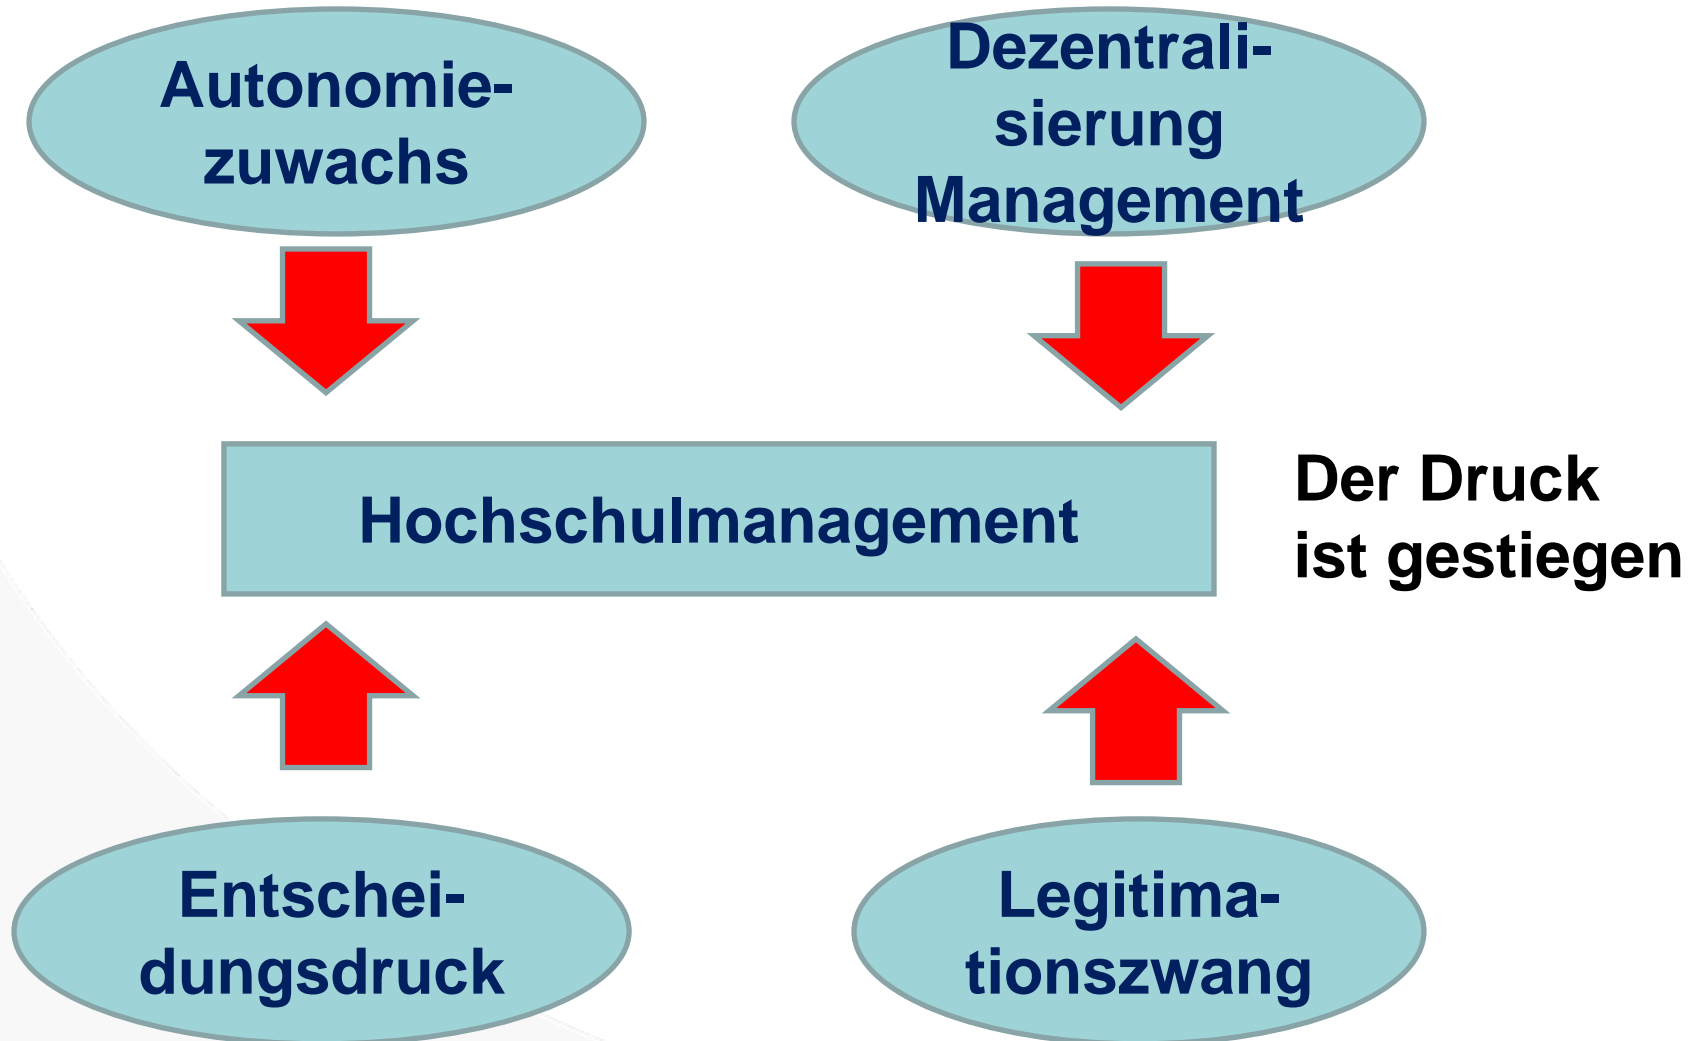 Autonomie-
zuwachs
Dezentrali-
sierung
Management
Hochschulmanagement
Der Druck
ist gestiegen
Entschei-
dungsdruck
Legitima-
tionszwang